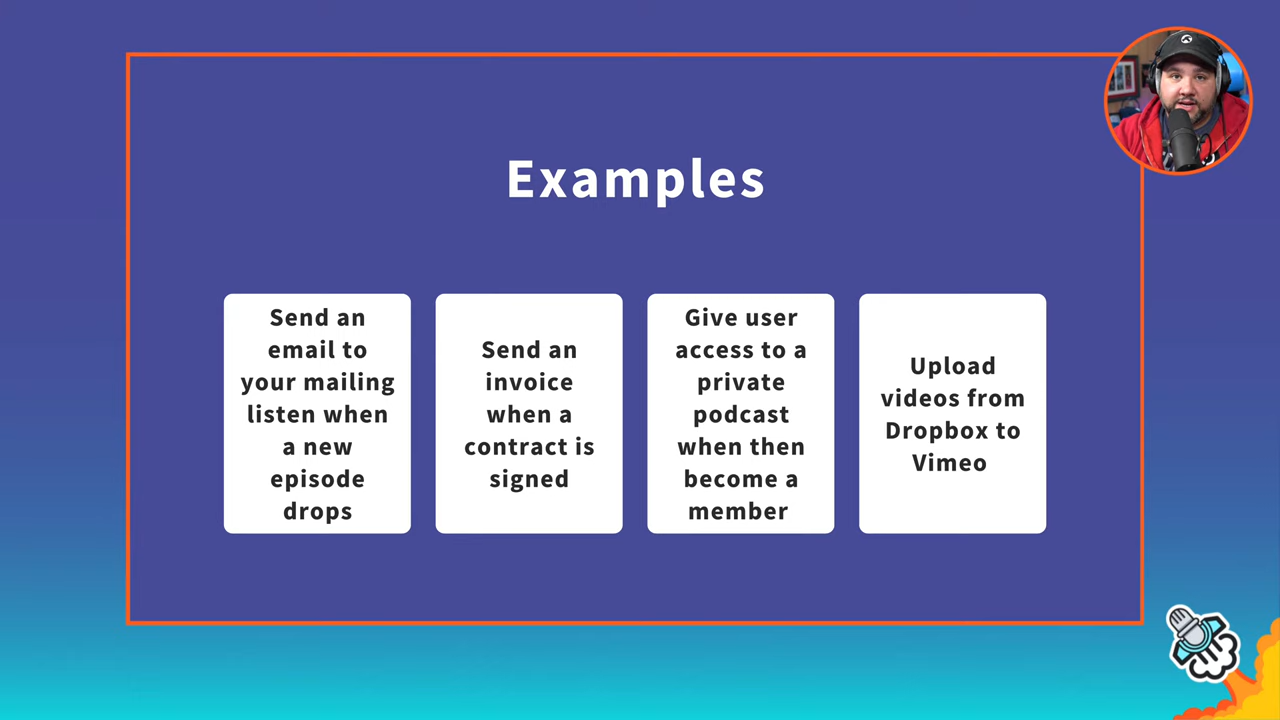 Examples
Send an
email to
your mailing
listen when
a new
episode
drops
Send an
invoice
when a
contract is
signed
Give user
access to a
private
podcast
when then
become a
member
Upload
videos from
Dropbox to
Vimeo